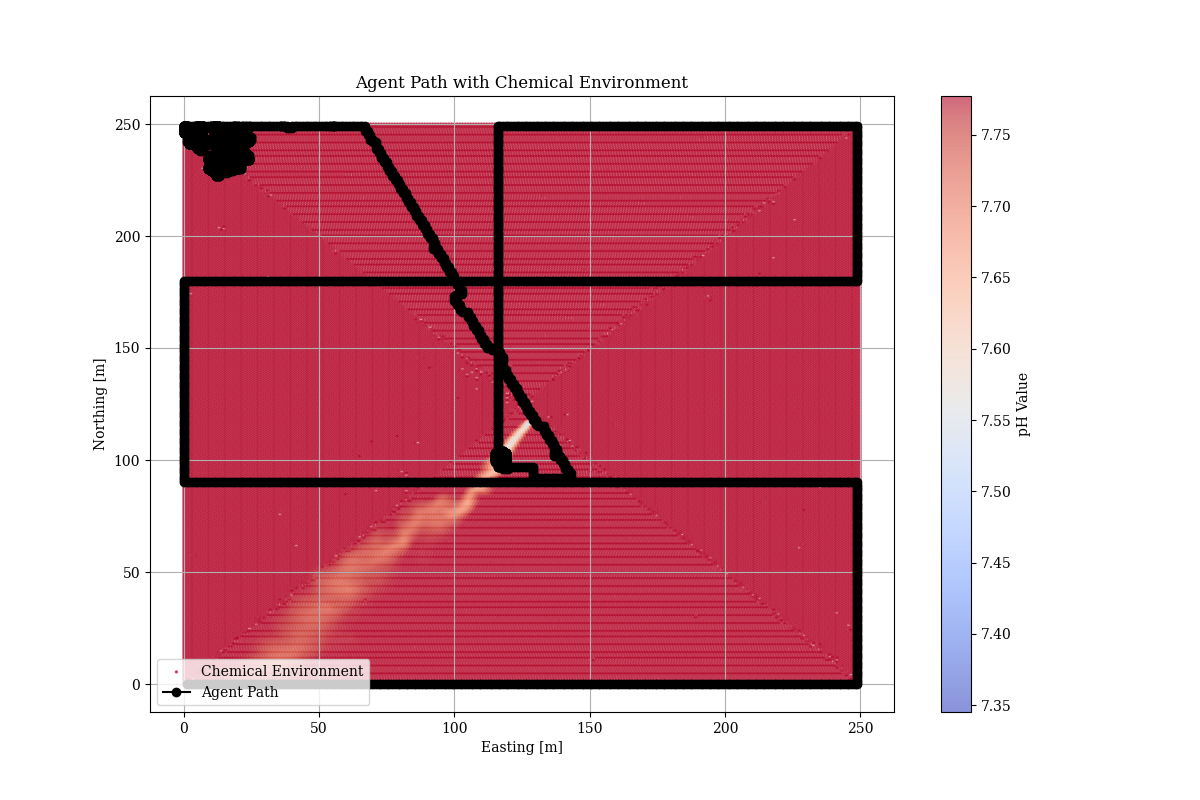 Agent Path with Chemical Environment
Northing [m]
250
200
150
100
50
0
0 50 100 150 200 250
Easting [m]
Chemical Environment
Agent Path
7.75
7.70
7.65
7.60
7.55
7.50
7.45
7.40
7.35
pH Value